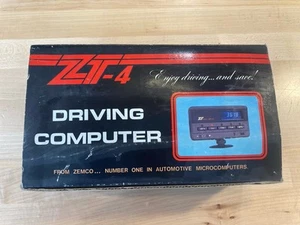 ZT-4
Enjoy driving... and save!
DRIVING
COMPUTER
FROM ZEMCO... NUMBER ONE IN AUTOMOTIVE MICROCOMPUTERS